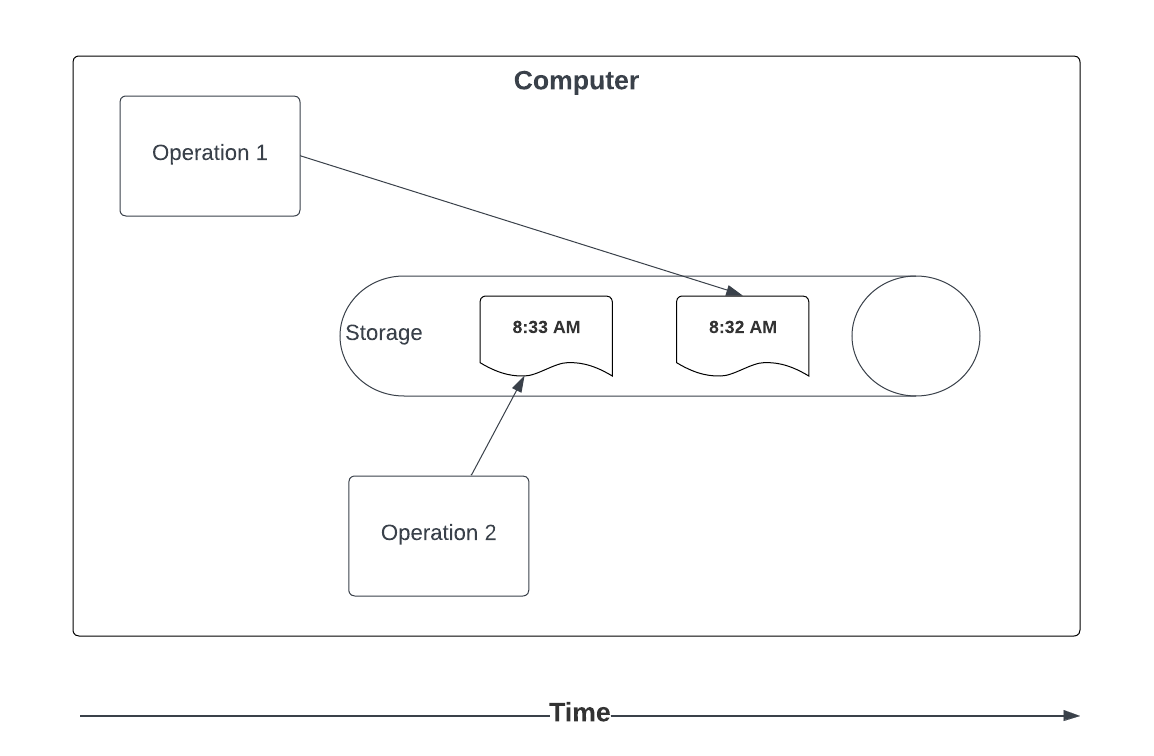 Computer
Operation 1
Storage
8:33 AM
8:32 AM
Operation 2
Time